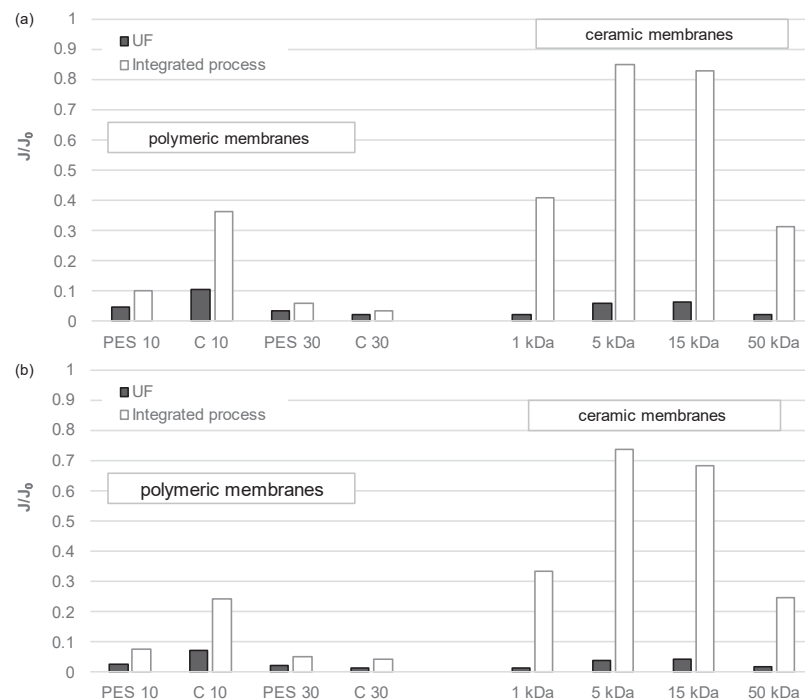 (a)
1
0.9
0.8
0.7
0.6
0.5
0.4
0.3
0.2
0.1
0
J/J₀
UF
Integrated process
polymeric membranes
ceramic membranes
PES 10 C 10 PES 30 C 30 1 kDa 5 kDa 15 kDa 50 kDa
(b)
1
0.9
0.8
0.7
0.6
0.5
0.4
0.3
0.2
0.1
0
J/J₀
UF
Integrated process
polymeric membranes
ceramic membranes
PES 10 C 10 PES 30 C 30 1 kDa 5 kDa 15 kDa 50 kDa